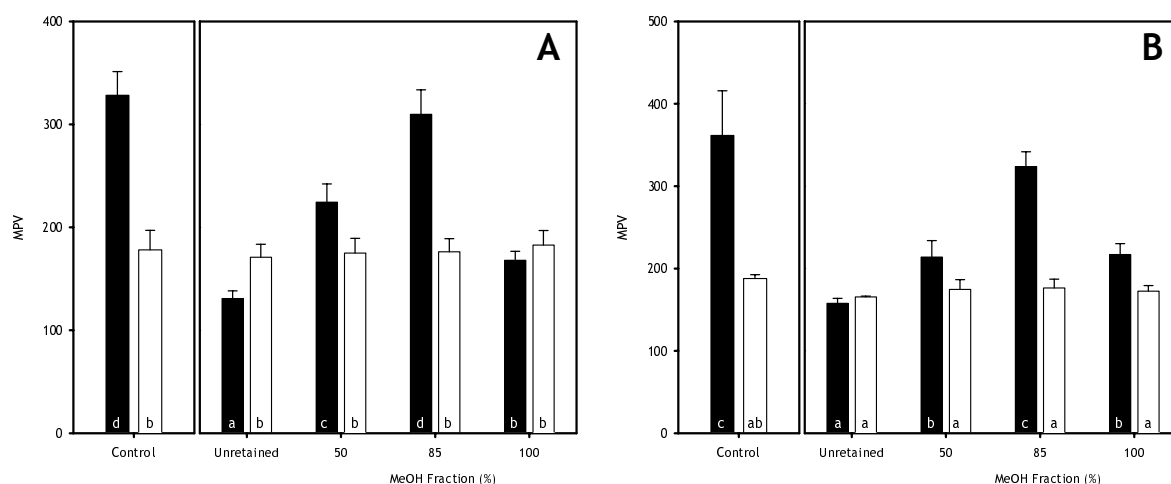 A
400
300
200
100
0
MPV
d b a b c b d b b b
Control Unretained 50 85 100
MeOH Fraction (%)
B
500
400
300
200
100
0
MPV
c ab a a b a c a b a
Control Unretained 50 85 100
MeOH Fraction (%)